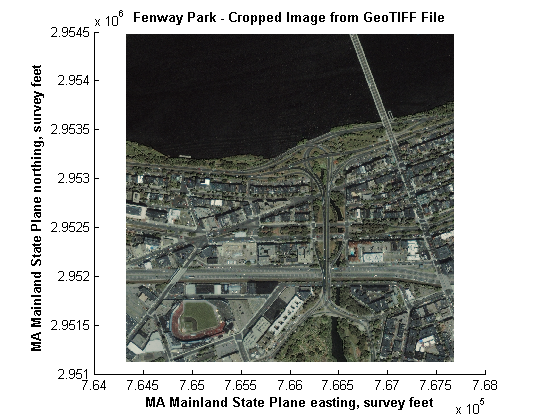 Fenway Park - Cropped Image from GeoTIFF File
x 10^6
2.9545
2.954
2.9535
2.953
2.9525
2.952
2.9515
2.951
MA Mainland State Plane northing, survey feet
7.64 7.645 7.65 7.655 7.66 7.665 7.67 7.675 7.68
x 10^5
MA Mainland State Plane easting, survey feet